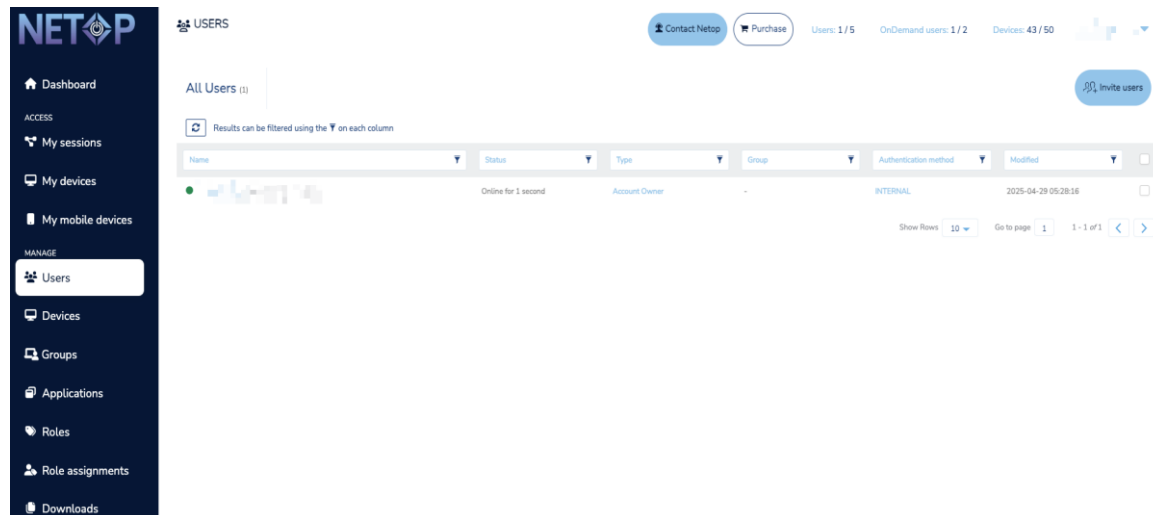 NETOP
Dashboard
ACCESS
My sessions
My devices
My mobile devices
MANAGE
Users
Devices
Groups
Applications
Roles
Role assignments
Downloads
USERS
Contact Netop
Purchase
Users: 1 / 5
OnDemand users: 1 / 2
Devices: 43 / 50
All Users (1)
Invite users
Results can be filtered using the on each column
Name Status Type Group Authentication method Modified
Online for 1 second Account Owner - INTERNAL 2025-04-29 05:28:16
Show Rows 10 Go to page 1 1 - 1 of 1